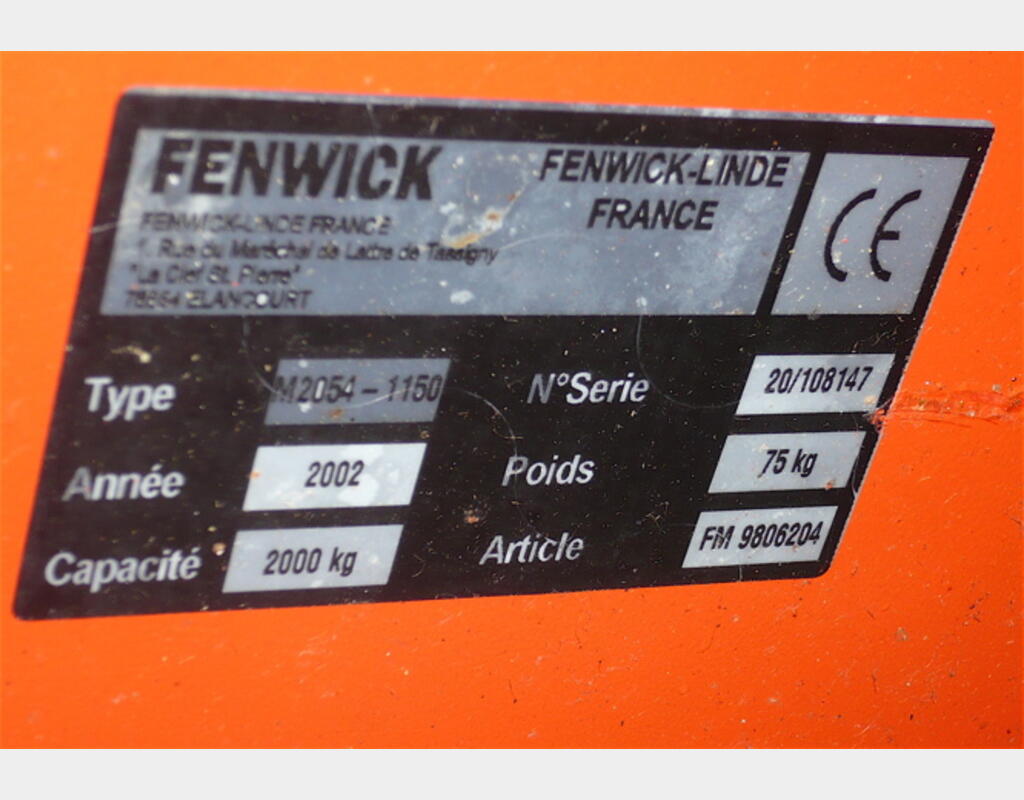 FENWICK
FENWICK-LINDE FRANCE
1, Rue du Maréchal de Lattre de Tassigny
"La Clef St. Pierre"
78854 ELANCOURT
FENWICK-LINDE
FRANCE
CE
Type M2054-1150
N°Serie 20/108147
Année 2002
Poids 75 kg
Capacité 2000 kg
Article FM 9806204